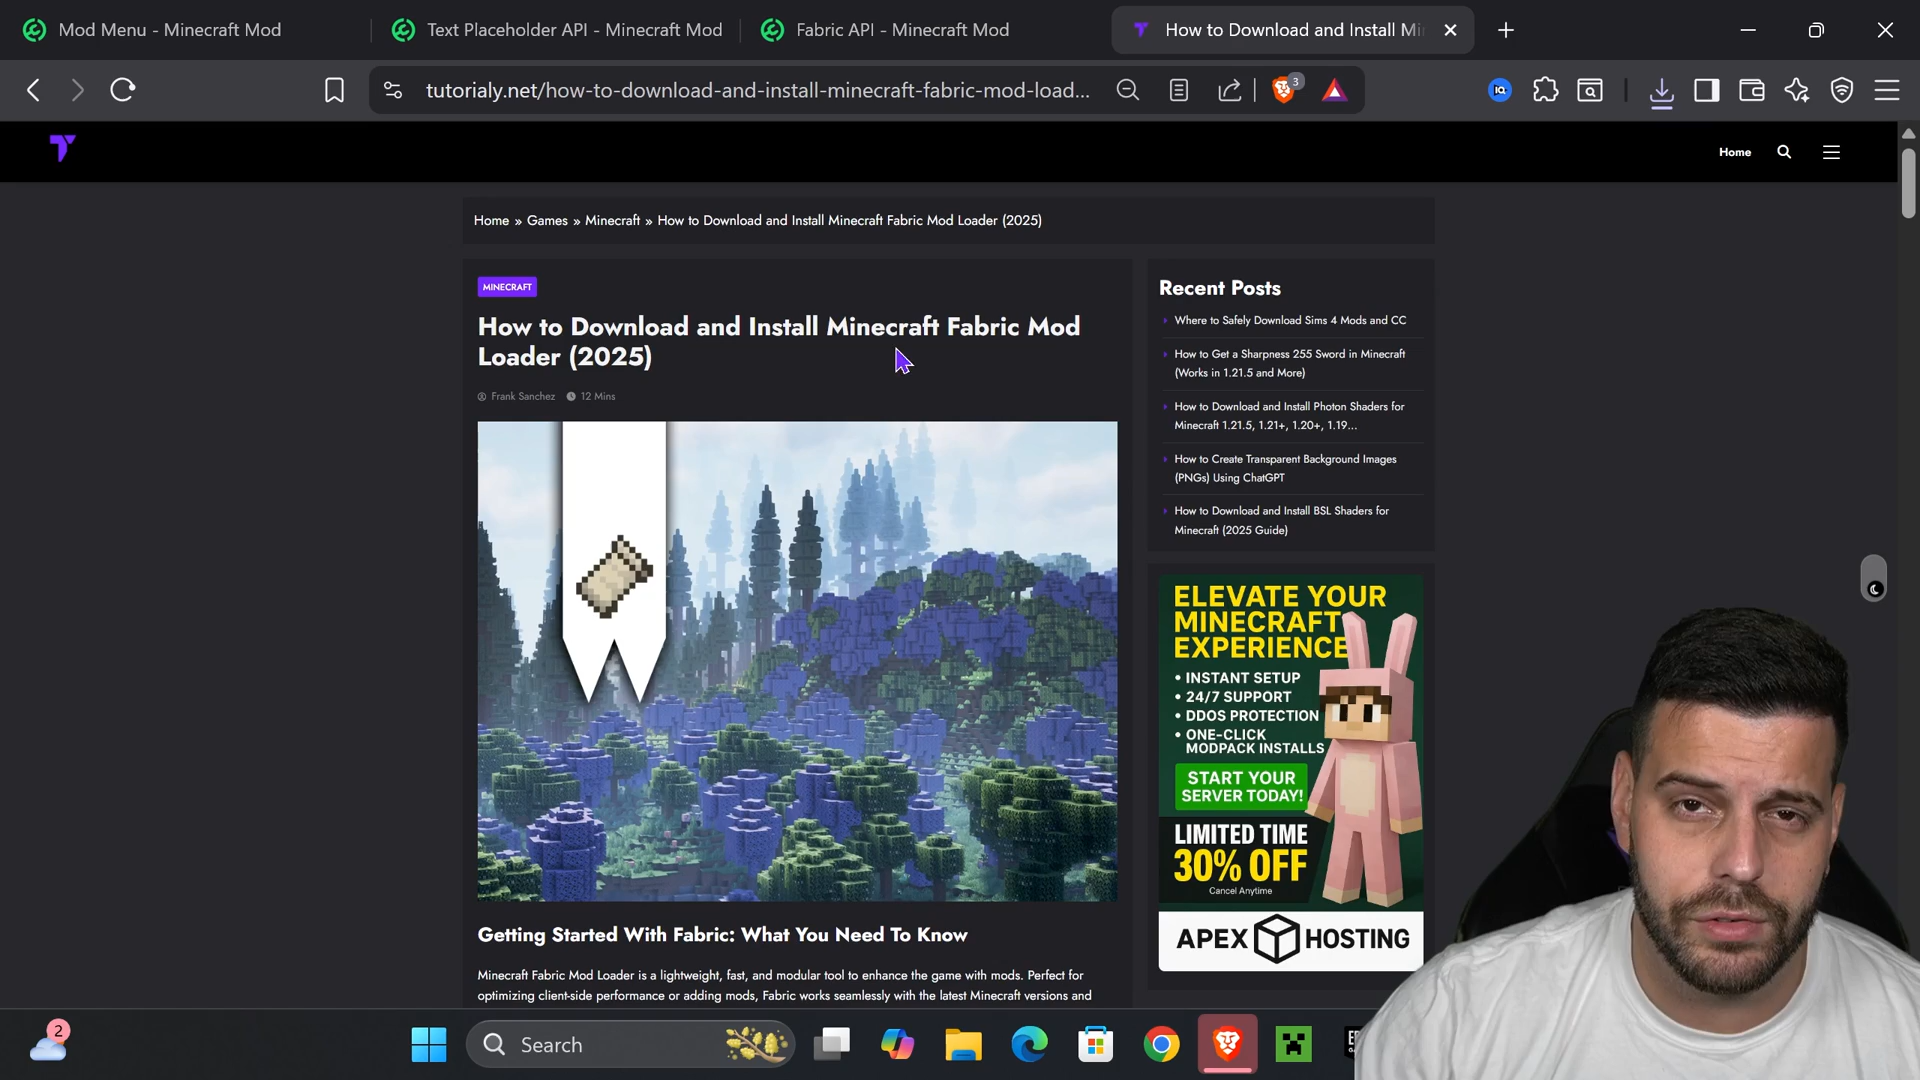 Mod Menu - Minecraft Mod
Text Placeholder API - Minecraft Mod
Fabric API - Minecraft Mod
How to Download and Install Mi
tutorialy.net/how-to-download-and-install-minecraft-fabric-mod-load...
3
Home
Home » Games » Minecraft » How to Download and Install Minecraft Fabric Mod Loader (2025)
MINECRAFT
How to Download and Install Minecraft Fabric Mod
Loader (2025)
Frank Sanchez 12 Mins
Getting Started With Fabric: What You Need To Know
Minecraft Fabric Mod Loader is a lightweight, fast, and modular tool to enhance the game with mods. Perfect for
optimizing client-side performance or adding mods, Fabric works seamlessly with the latest Minecraft versions and
Recent Posts
Where to Safely Download Sims 4 Mods and CC
How to Get a Sharpness 255 Sword in Minecraft
(Works in 1.21.5 and More)
How to Download and Install Photon Shaders for
Minecraft 1.21.5, 1.21+, 1.20+, 1.19...
How to Create Transparent Background Images
(PNGs) Using ChatGPT
How to Download and Install BSL Shaders for
Minecraft (2025 Guide)
ELEVATE YOUR
MINECRAFT
EXPERIENCE
• INSTANT SETUP
• 24/7 SUPPORT
• DDOS PROTECTION
• ONE-CLICK
MODPACK INSTALLS
START YOUR
SERVER TODAY!
LIMITED TIME
30% OFF
Cancel Anytime
APEX HOSTING
2
Search